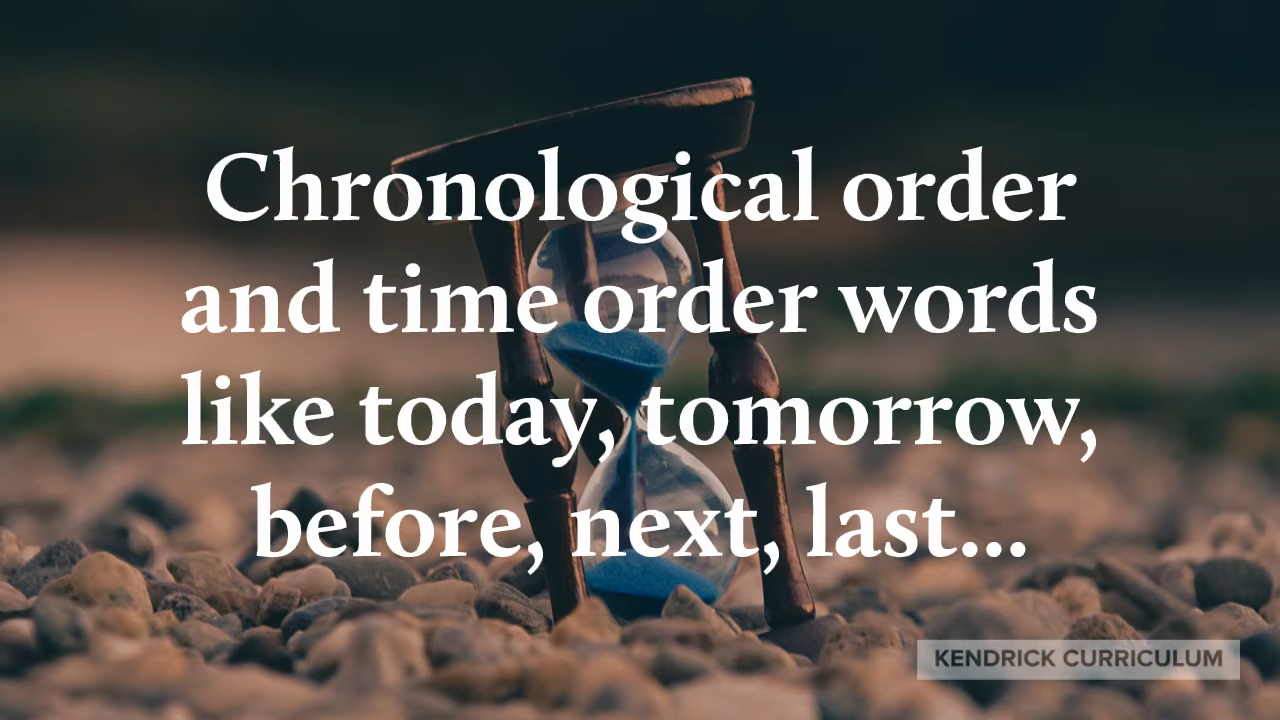 Chronological order
and time order words
like today, tomorrow,
before, next, last...
KENDRICK CURRICULUM